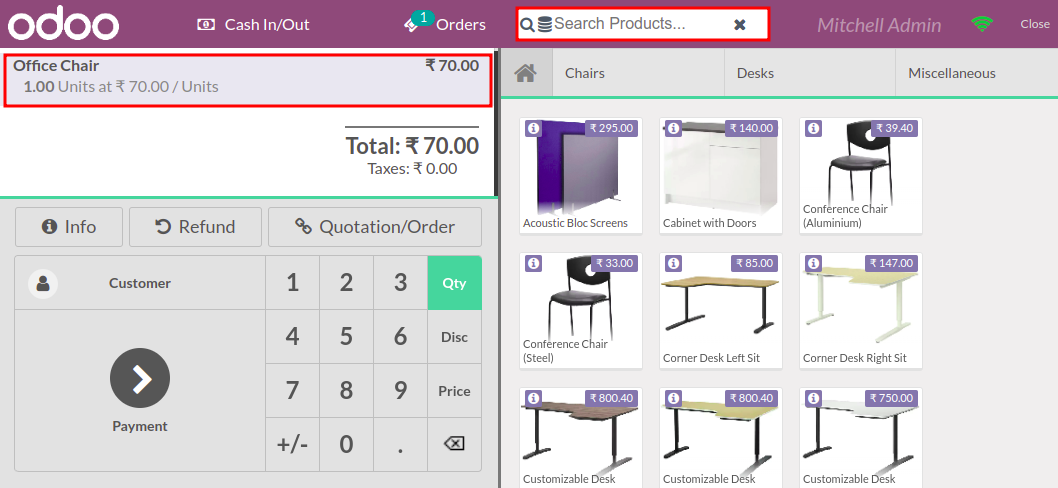 odoo
Cash In/Out
1
Orders
Search Products...
Mitchell Admin
Close
Office Chair
₹ 70.00
1.00 Units at ₹ 70.00 / Units
Total: ₹ 70.00
Taxes: ₹ 0.00
Info
Refund
Quotation/Order
Customer
1
2
3
Qty
4
5
6
Disc
7
8
9
Price
+/-
0
.
Payment
Chairs
Desks
Miscellaneous
₹ 295.00
Acoustic Bloc Screens
₹ 140.00
Cabinet with Doors
₹ 39.40
Conference Chair
(Aluminium)
₹ 33.00
Conference Chair
(Steel)
₹ 85.00
Corner Desk Left Sit
₹ 147.00
Corner Desk Right Sit
₹ 800.40
Customizable Desk
₹ 800.40
Customizable Desk
₹ 750.00
Customizable Desk